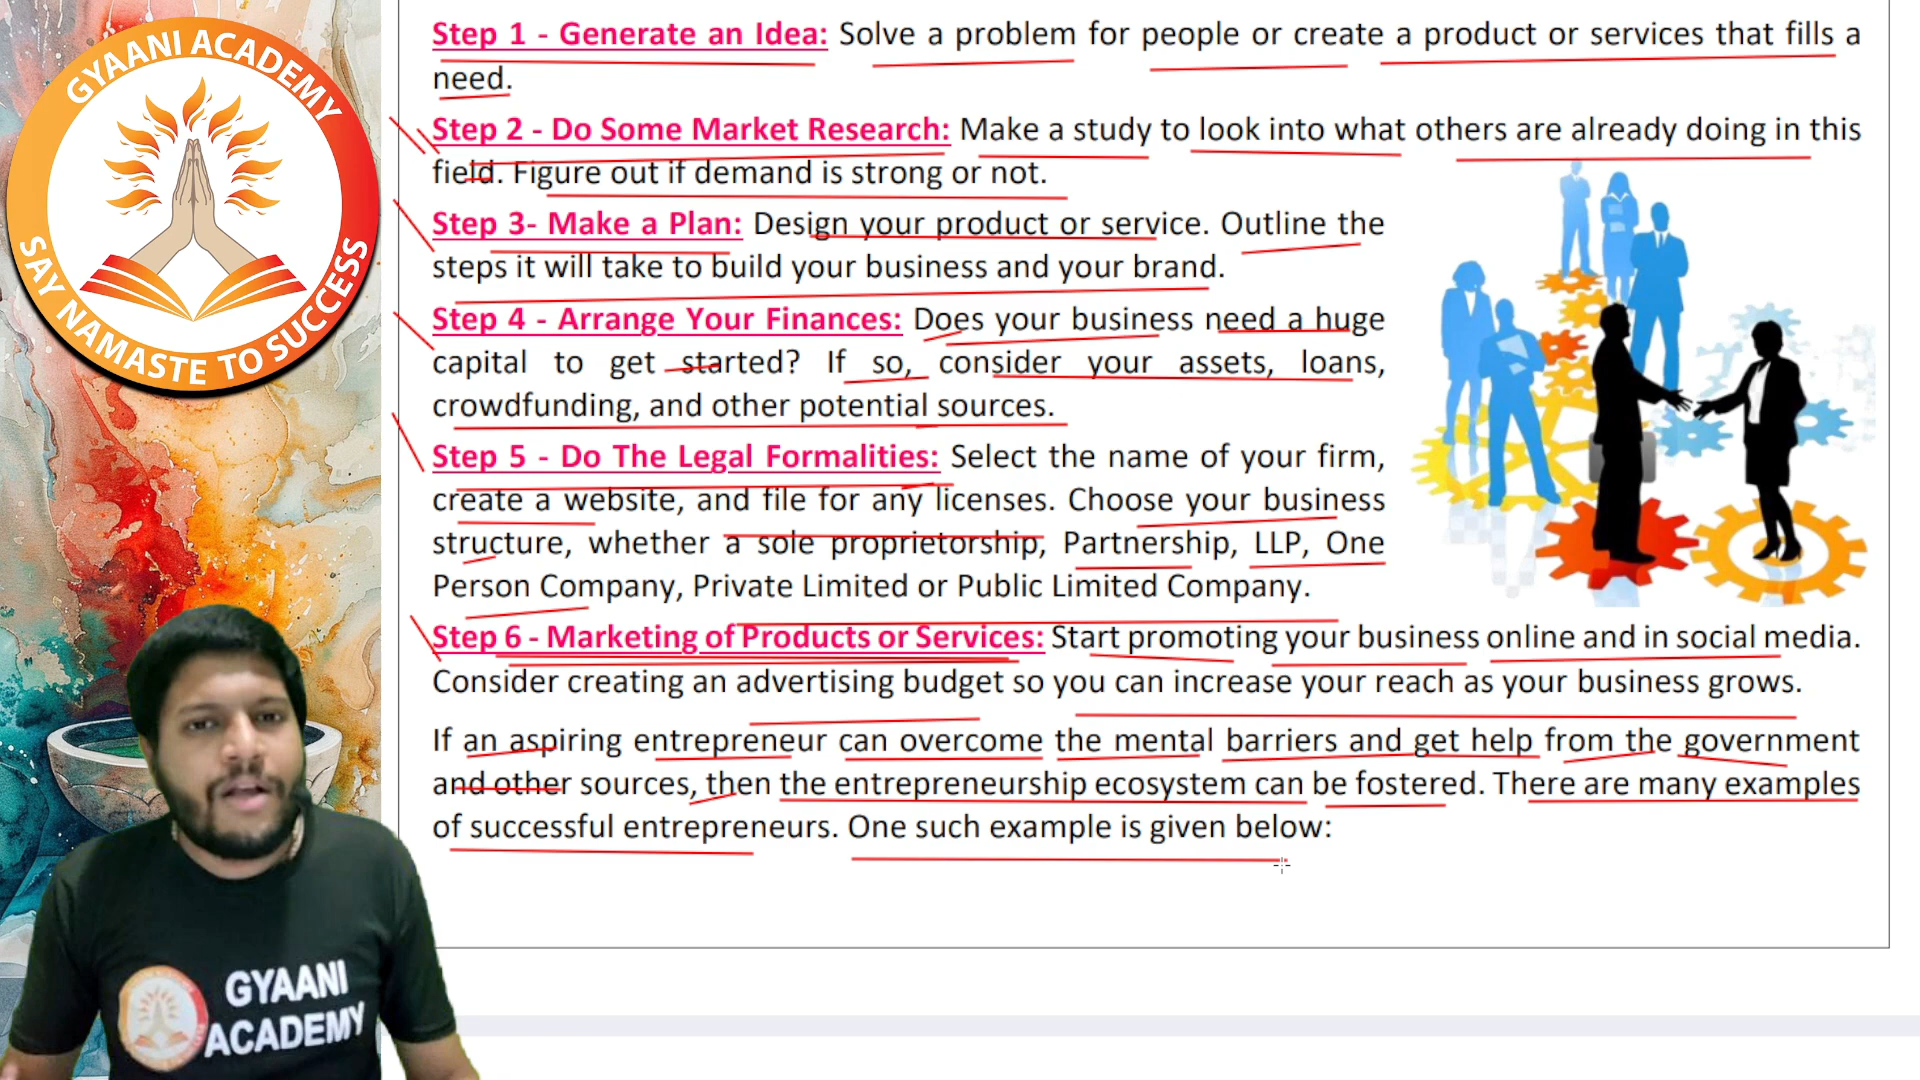 GYAANI ACADEMY
SAY NAMASTE TO SUCCESS
Step 1 - Generate an Idea: Solve a problem for people or create a product or services that fills a
need.
Step 2 - Do Some Market Research: Make a study to look into what others are already doing in this
field. Figure out if demand is strong or not.
Step 3- Make a Plan: Design your product or service. Outline the
steps it will take to build your business and your brand.
Step 4 - Arrange Your Finances: Does your business need a huge
capital to get started? If so, consider your assets, loans,
crowdfunding, and other potential sources.
Step 5 - Do The Legal Formalities: Select the name of your firm,
create a website, and file for any licenses. Choose your business
structure, whether a sole proprietorship, Partnership, LLP, One
Person Company, Private Limited or Public Limited Company.
Step 6 - Marketing of Products or Services: Start promoting your business online and in social media.
Consider creating an advertising budget so you can increase your reach as your business grows.
If an aspiring entrepreneur can overcome the mental barriers and get help from the government
and other sources, then the entrepreneurship ecosystem can be fostered. There are many examples
of successful entrepreneurs. One such example is given below:
GYAANI
ACADEMY